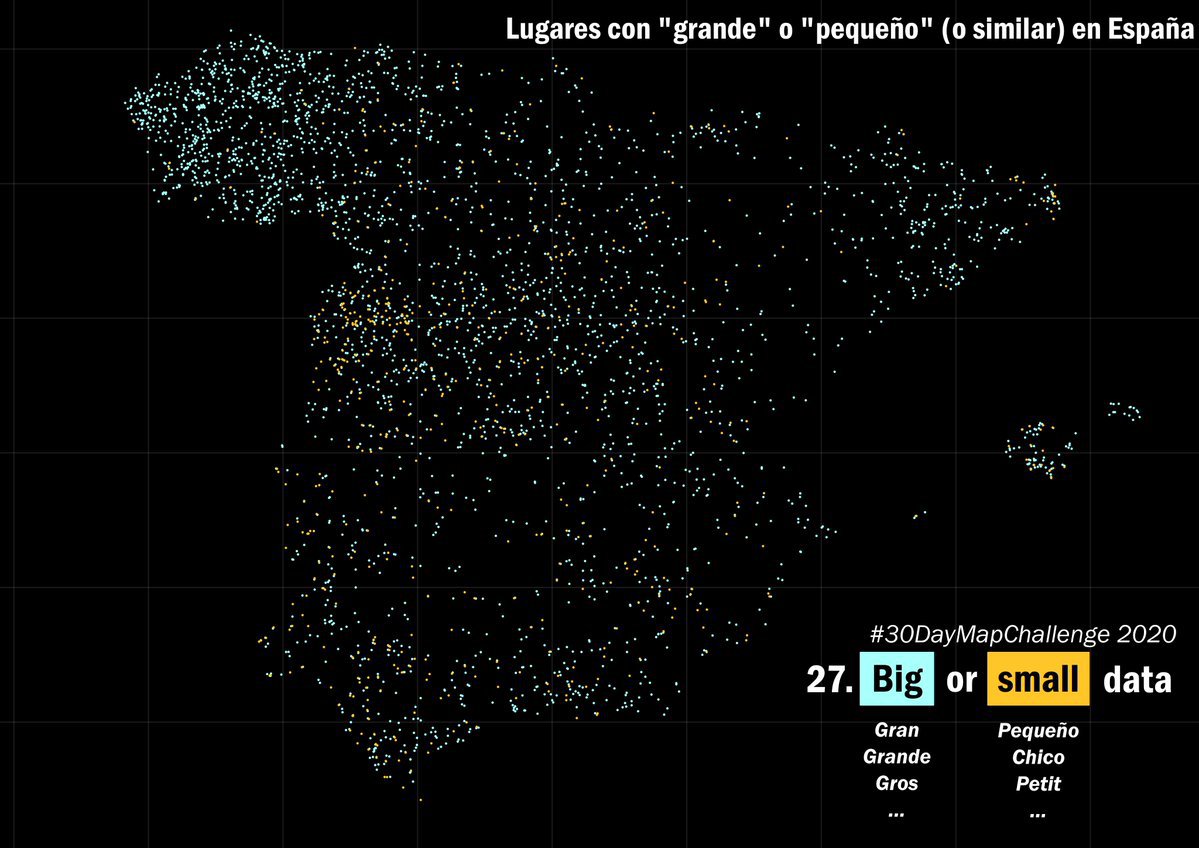 Lugares con "grande" o "pequeño" (o similar) en España
#30DayMapChallenge 2020
27. Big or small data
Gran Pequeño
Grande Chico
Gros Petit
... ...